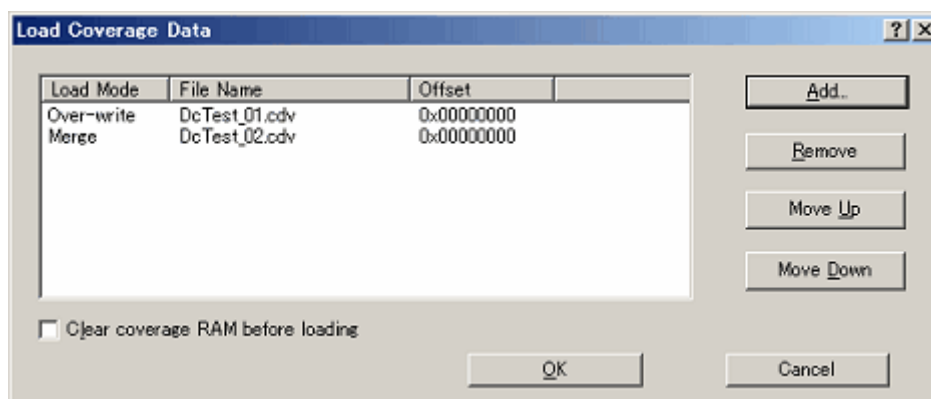 Load Coverage Data
Load Mode File Name Offset
Over-write DcTest_01.cdv 0x00000000
Merge DcTest_02.cdv 0x00000000
Add...
Remove
Move Up
Move Down
Clear coverage RAM before loading
OK Cancel